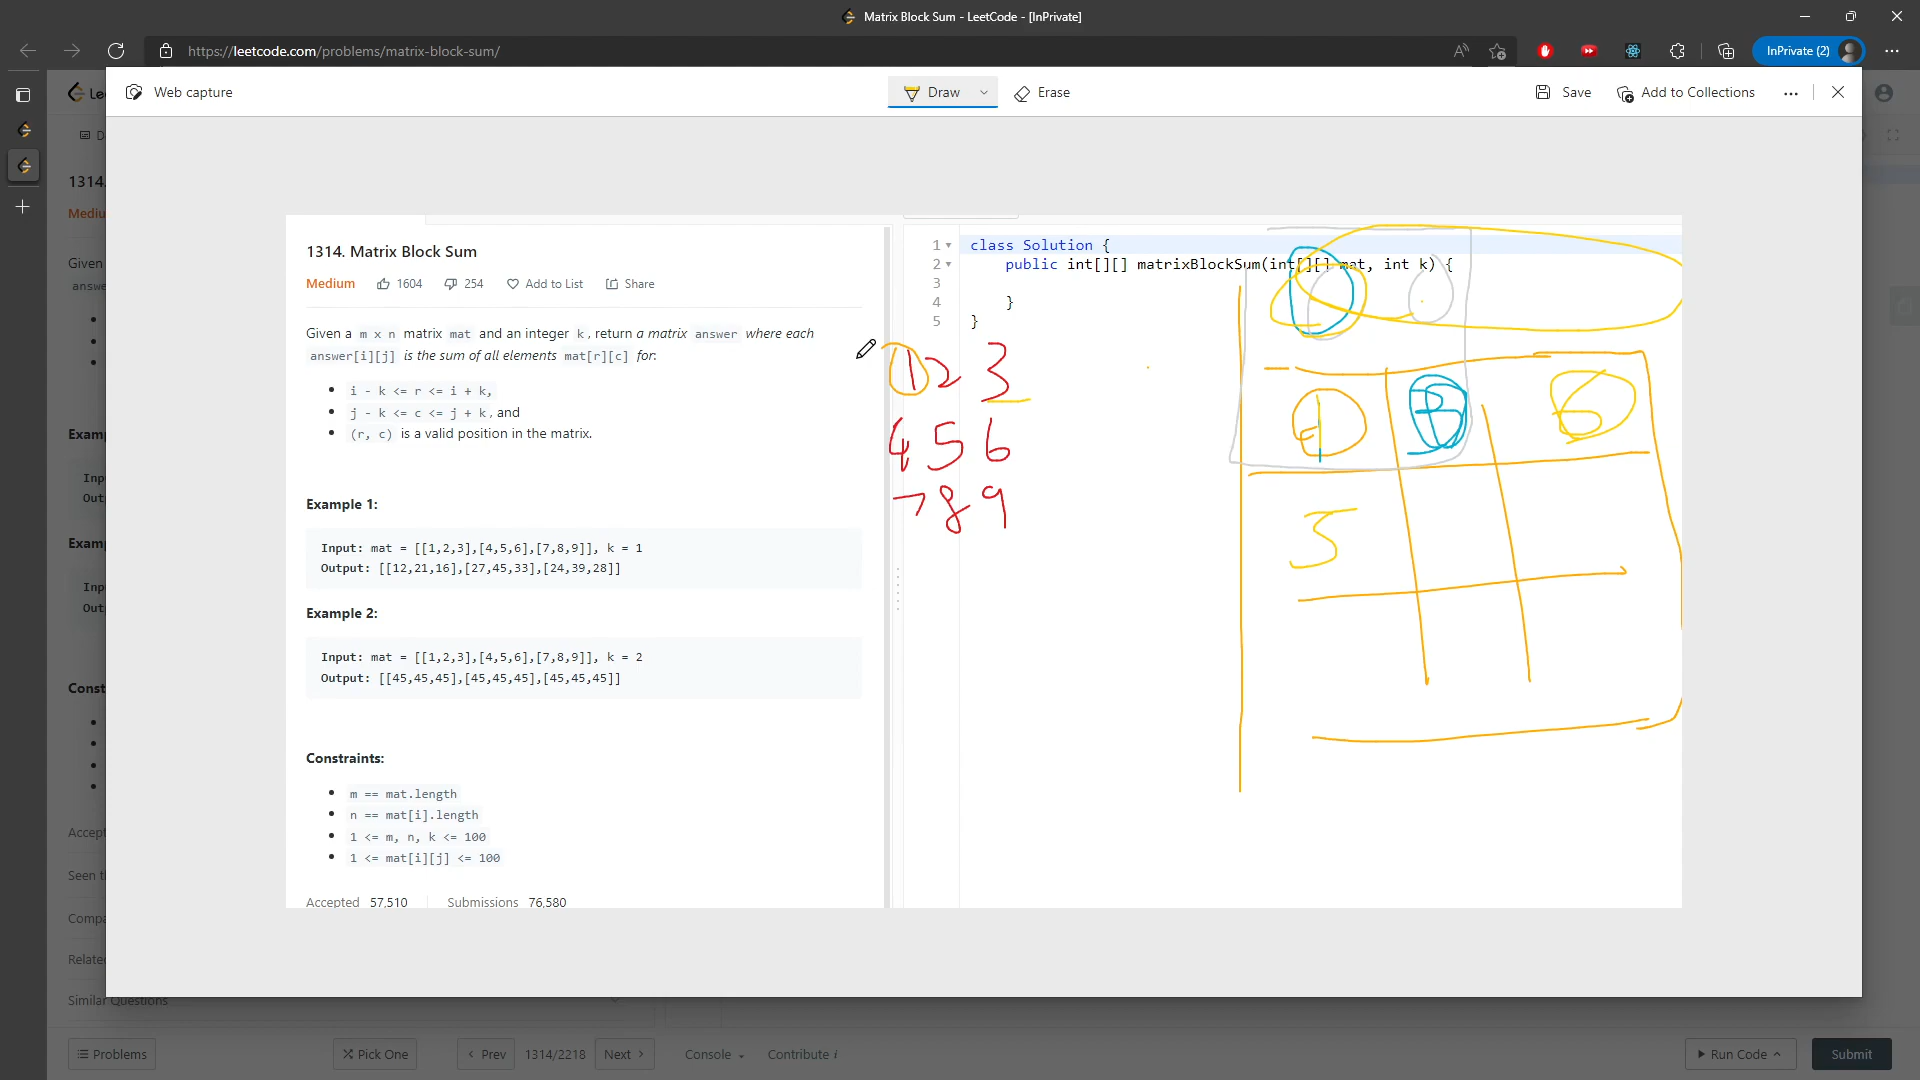 Matrix Block Sum - LeetCode - [InPrivate]
https://leetcode.com/problems/matrix-block-sum/
InPrivate (2)
Web capture
Draw
Erase
Save
Add to Collections
1314.
Given
1314. Matrix Block Sum
Medium 1604 254 Add to List Share
Given a m x n matrix mat and an integer k, return a matrix answer where each
answer[i][j] is the sum of all elements mat[r][c] for:
i - k <= r <= i + k,
j - k <= c <= j + k, and
(r, c) is a valid position in the matrix.
Example 1:
Input: mat = [[1,2,3],[4,5,6],[7,8,9]], k = 1
Output: [[12,21,16],[27,45,33],[24,39,28]]
Example 2:
Input: mat = [[1,2,3],[4,5,6],[7,8,9]], k = 2
Output: [[45,45,45],[45,45,45],[45,45,45]]
Constraints:
m == mat.length
n == mat[i].length
1 <= m, n, k <= 100
1 <= mat[i][j] <= 100
Accepted 57,510 Submissions 76,580
1 class Solution {
2 public int[][] matrixBlockSum(int[][] mat, int k) {
3
4 }
5 }
1 2 3
4 5 6
7 8 9
1 3 6
5
Similar Questions
Problems
Pick One
Prev
1314/2218
Next
Console
Contribute i
Run Code
Submit